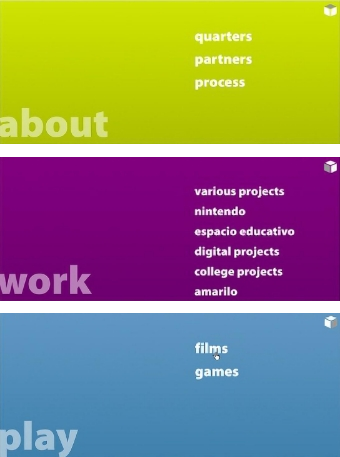 quarters
partners
process
about
various projects
nintendo
espacio educativo
digital projects
college projects
amarilo
work
films
games
play